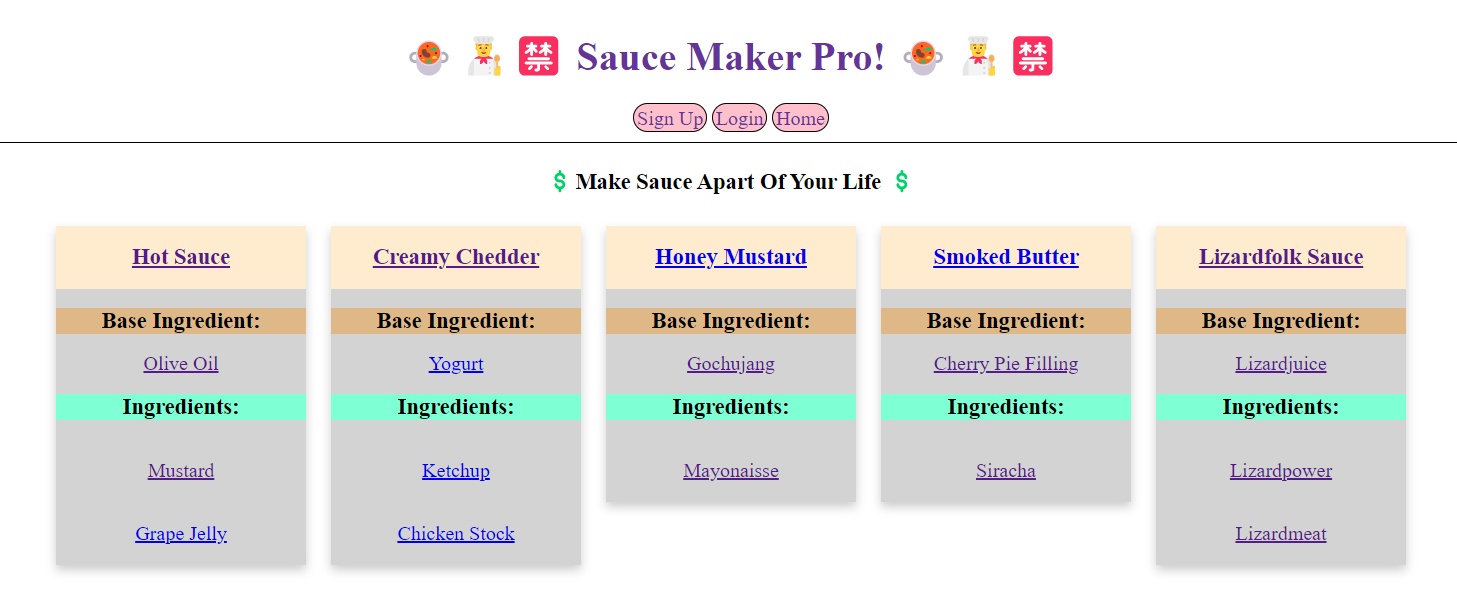 🍲 👨‍🍳 禁 Sauce Maker Pro! 🍲 👨‍🍳 禁
Sign Up Login Home
$ Make Sauce Apart Of Your Life $
Hot Sauce
Base Ingredient:
Olive Oil
Ingredients:
Mustard
Grape Jelly
Creamy Chedder
Base Ingredient:
Yogurt
Ingredients:
Ketchup
Chicken Stock
Honey Mustard
Base Ingredient:
Gochujang
Ingredients:
Mayonaisse
Smoked Butter
Base Ingredient:
Cherry Pie Filling
Ingredients:
Siracha
Lizardfolk Sauce
Base Ingredient:
Lizardjuice
Ingredients:
Lizardpower
Lizardmeat